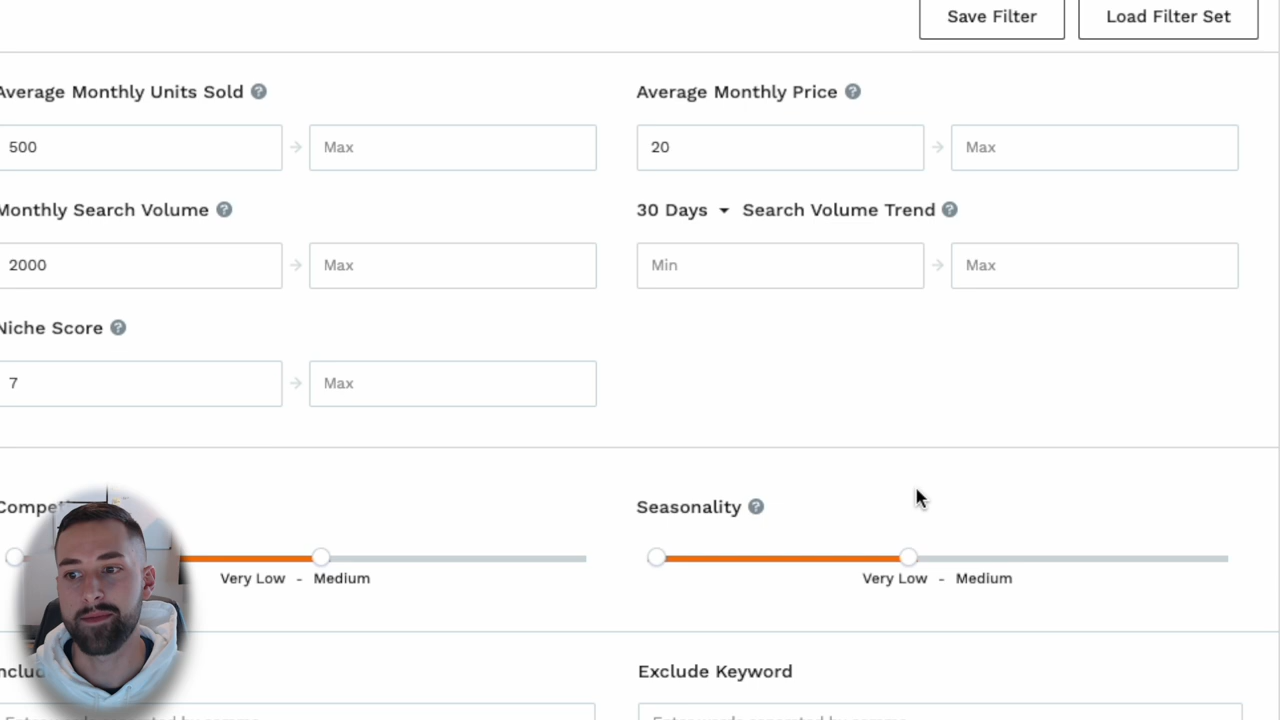 Save Filter Load Filter Set
Average Monthly Units Sold ? Average Monthly Price ?
500 Max 20 Max
Monthly Search Volume ? 30 Days Search Volume Trend ?
2000 Max Min Max
Niche Score ?
7 Max
Seasonality ?
Very Low - Medium Very Low - Medium
Exclude Keyword